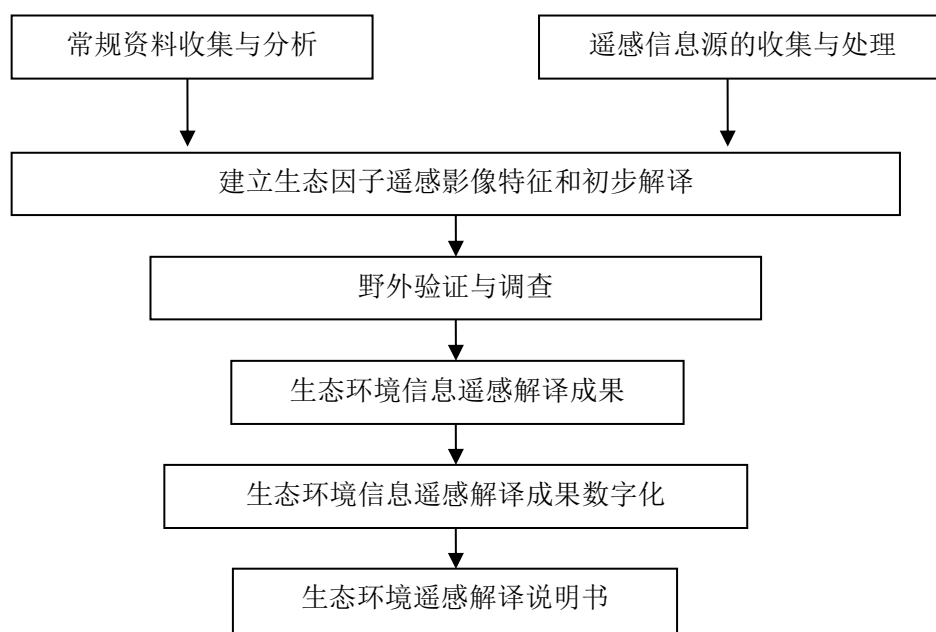 常规资料收集与分析
遥感信息源的收集与处理
建立生态因子遥感影像特征和初步解译
野外验证与调查
生态环境信息遥感解译成果
生态环境信息遥感解译成果数字化
生态环境遥感解译说明书